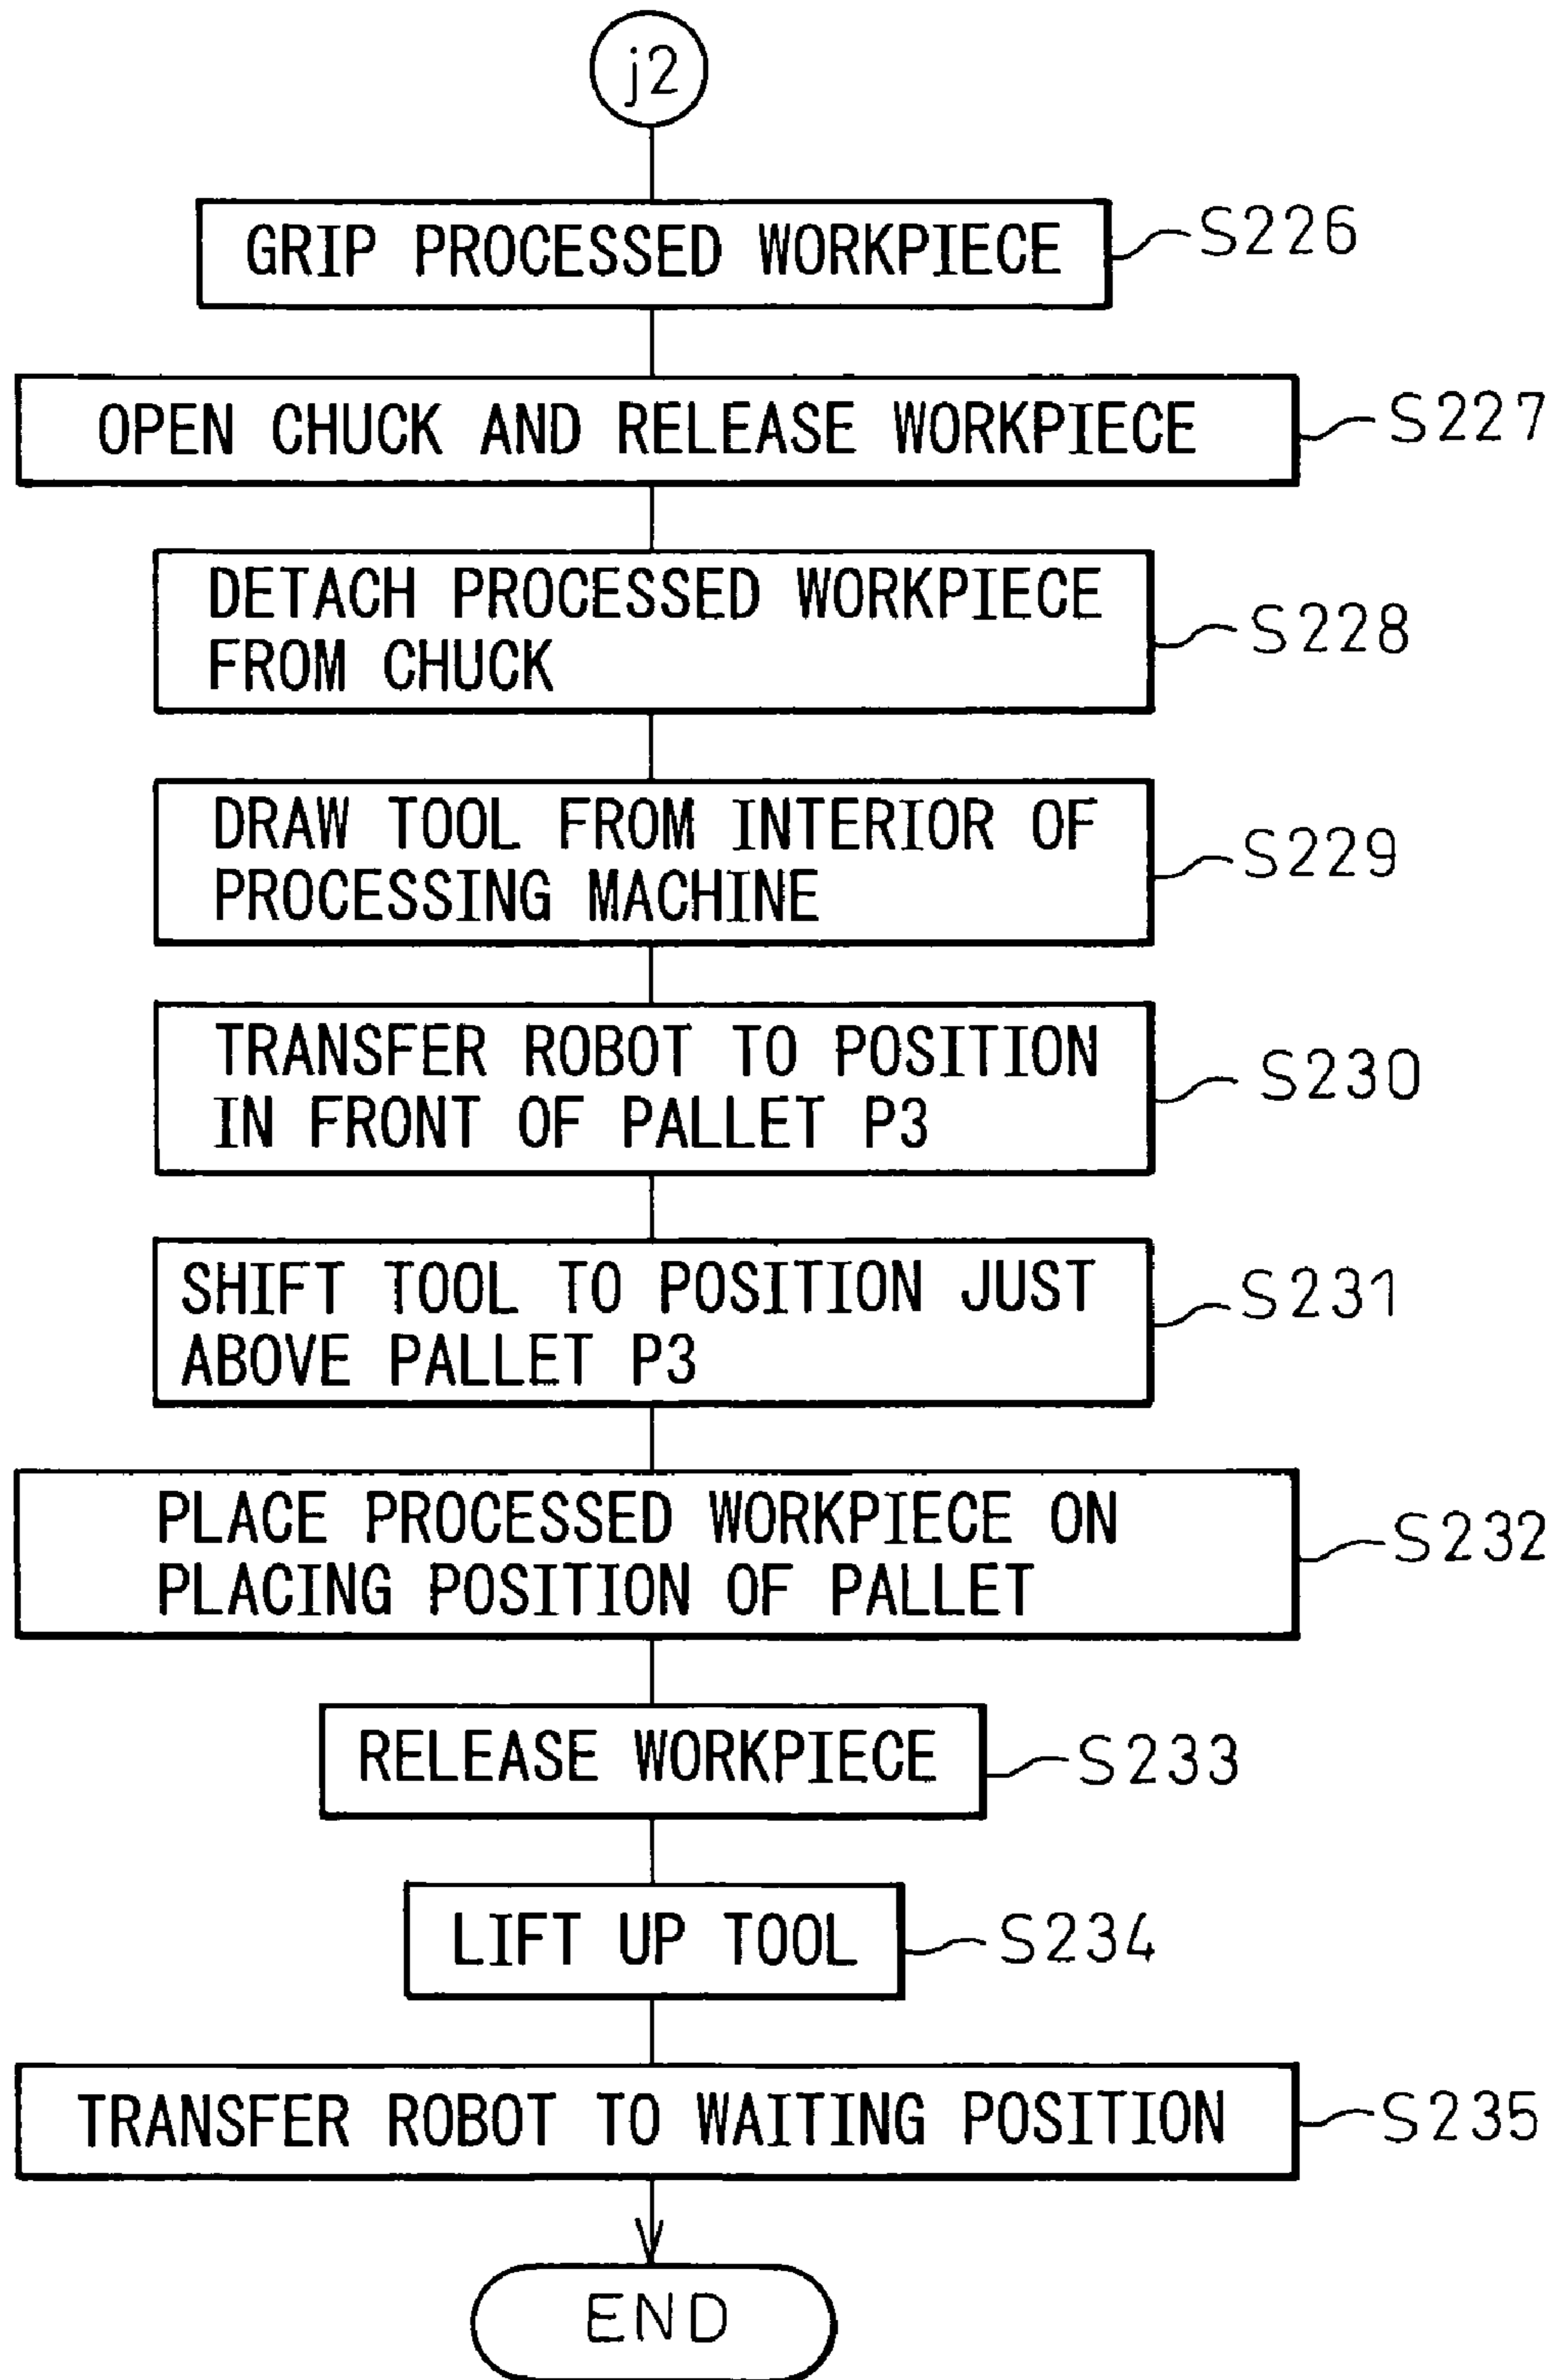 j2
GRIP PROCESSED WORKPIECE
S226
OPEN CHUCK AND RELEASE WORKPIECE
S227
DETACH PROCESSED WORKPIECE
FROM CHUCK
S228
DRAW TOOL FROM INTERIOR OF
PROCESSING MACHINE
S229
TRANSFER ROBOT TO POSITION
IN FRONT OF PALLET P3
S230
SHIFT TOOL TO POSITION JUST
ABOVE PALLET P3
S231
PLACE PROCESSED WORKPIECE ON
PLACING POSITION OF PALLET
S232
RELEASE WORKPIECE
S233
LIFT UP TOOL
S234
TRANSFER ROBOT TO WAITING POSITION
S235
END